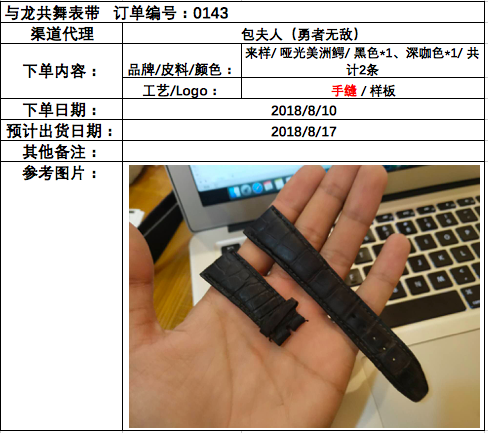 与龙共舞表带 订单编号：0143
渠道代理 包夫人（勇者无敌）
下单内容： 品牌/皮料/颜色： 来样/ 哑光美洲鳄/ 黑色*1、深咖色*1/ 共
计2条
工艺/Logo： 手缝 / 样板
下单日期： 2018/8/10
预计出货日期： 2018/8/17
其他备注：
参考图片：